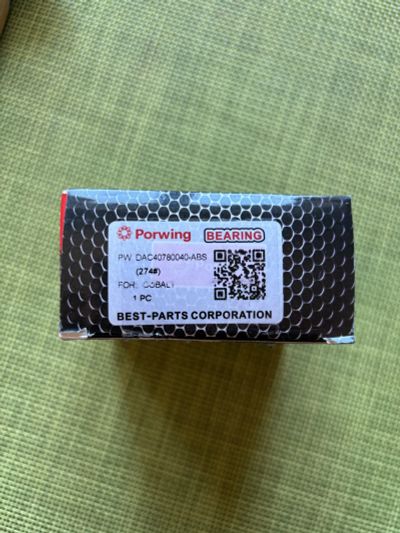 Porwing BEARING
PW. DAC40780040-ABS
(274#)
FOR: COBALT
1 PC
BEST-PARTS CORPORATION